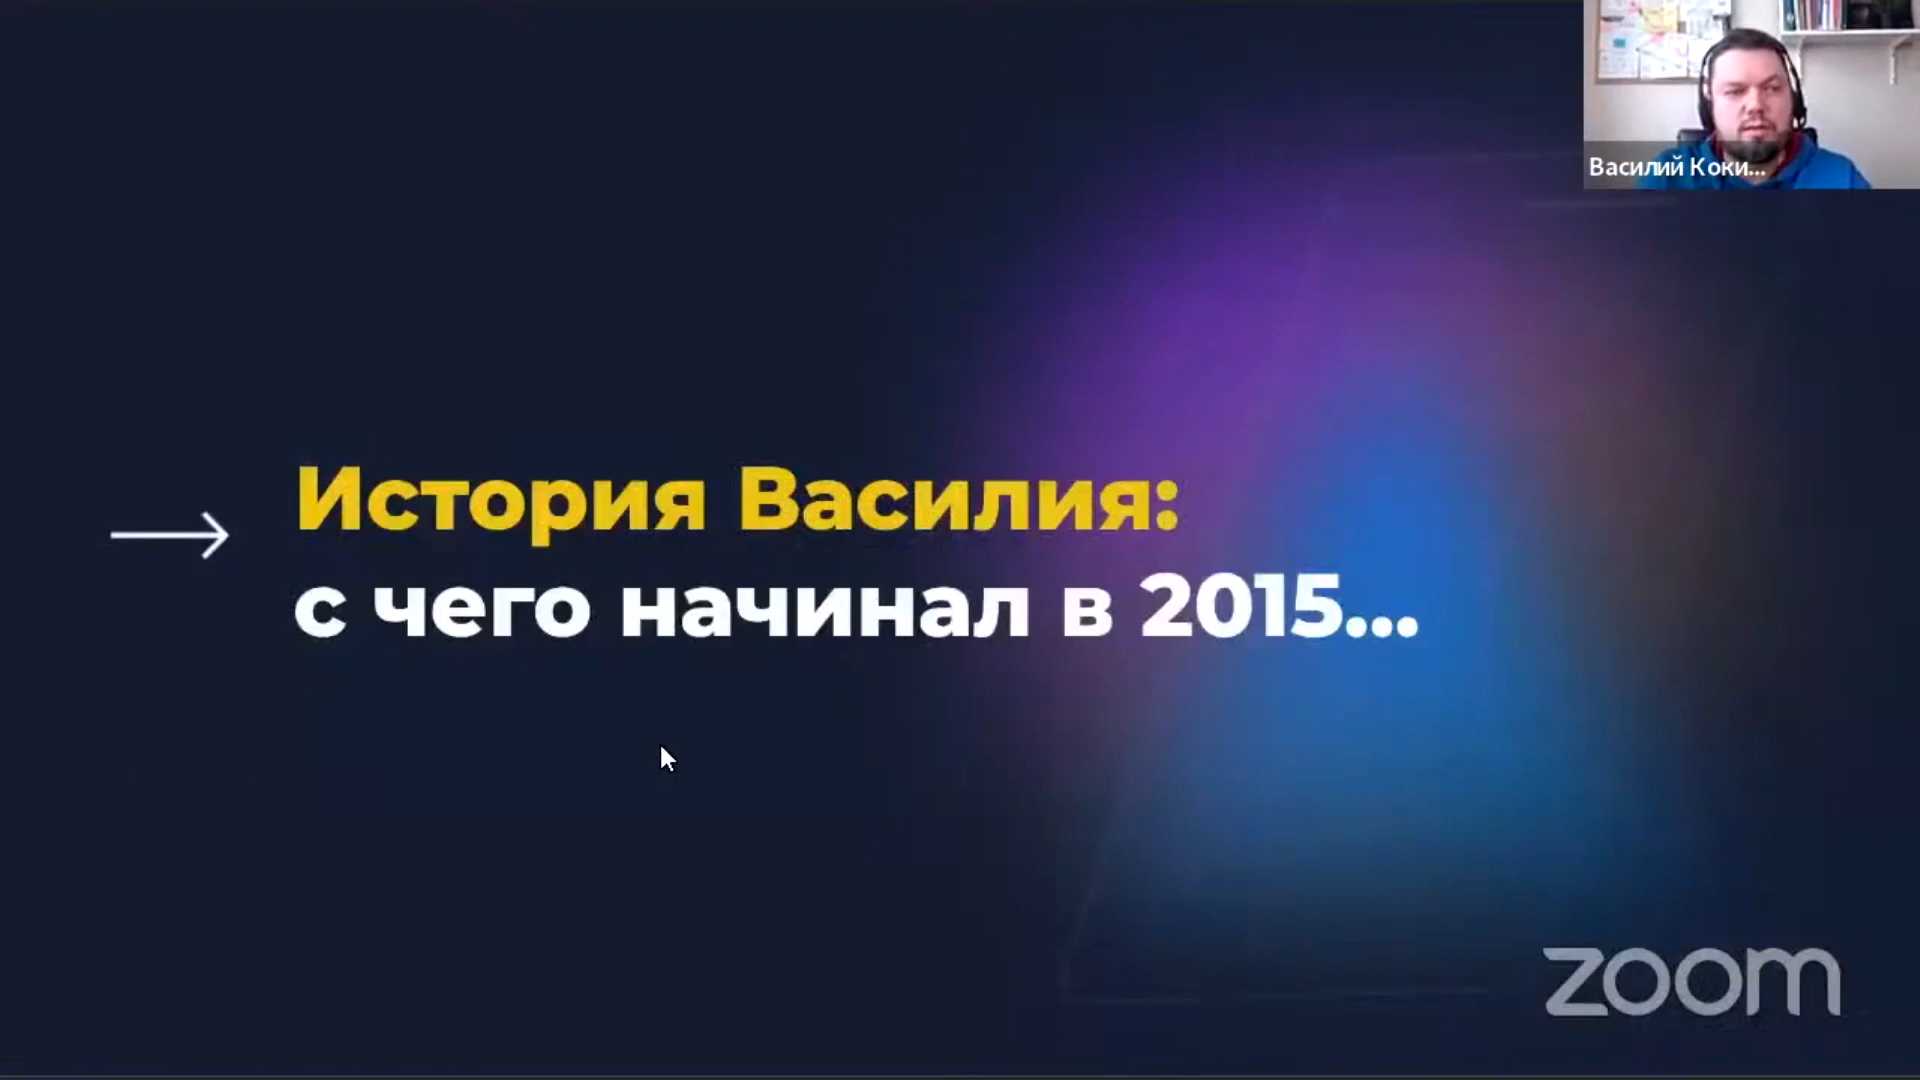 Василий Коки...
История Василия:
с чего начинал в 2015...
zoom